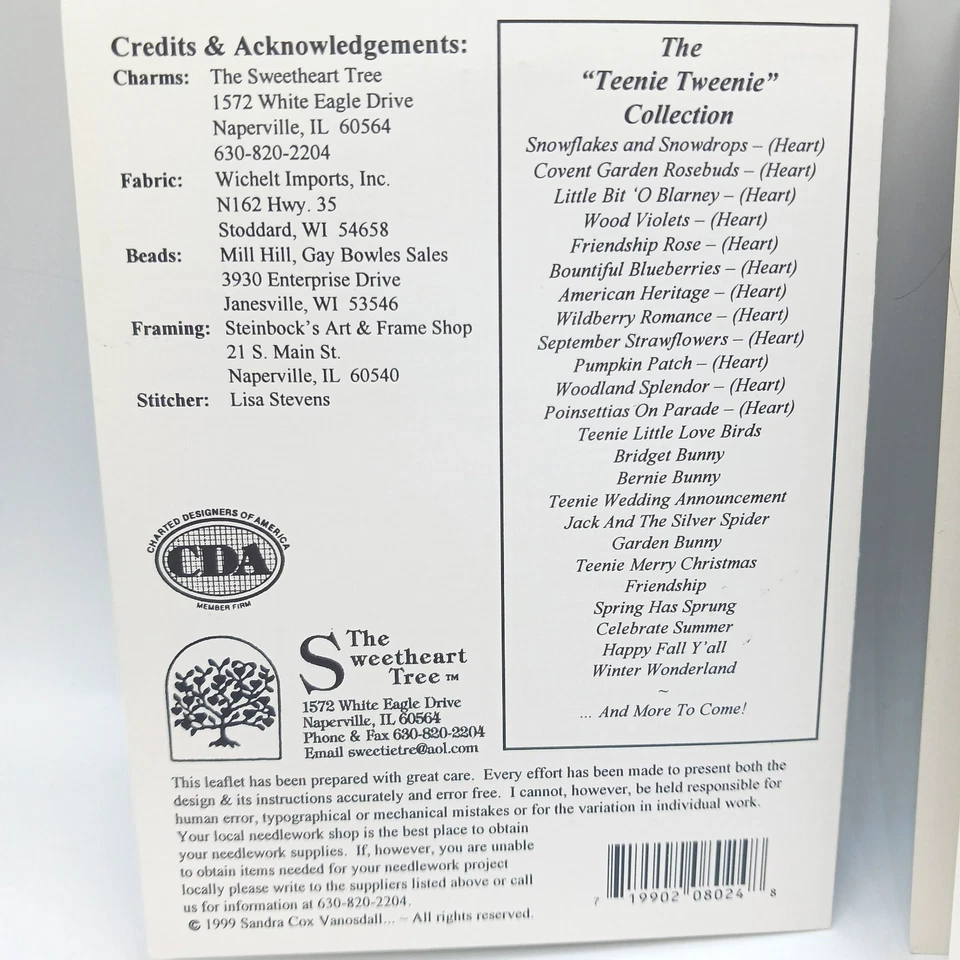 Credits & Acknowledgements:
Charms: The Sweetheart Tree
1572 White Eagle Drive
Naperville, IL 60564
630-820-2204
Fabric: Wichelt Imports, Inc.
N162 Hwy. 35
Stoddard, WI 54658
Beads: Mill Hill, Gay Bowles Sales
3930 Enterprise Drive
Janesville, WI 53546
Framing: Steinbock's Art & Frame Shop
21 S. Main St.
Naperville, IL 60540
Stitcher: Lisa Stevens
CHARTED DESIGNERS OF AMERICA
CDA
MEMBER FIRM
The
Sweetheart
Tree ™
1572 White Eagle Drive
Naperville, IL 60564
Phone & Fax 630-820-2204
Email sweetietre@aol.com
The
“Teenie Tweenie”
Collection
Snowflakes and Snowdrops – (Heart)
Covent Garden Rosebuds – (Heart)
Little Bit ‘O Blarney – (Heart)
Wood Violets – (Heart)
Friendship Rose – (Heart)
Bountiful Blueberries – (Heart)
American Heritage – (Heart)
Wildberry Romance – (Heart)
September Strawflowers – (Heart)
Pumpkin Patch – (Heart)
Woodland Splendor – (Heart)
Poinsettias On Parade – (Heart)
Teenie Little Love Birds
Bridget Bunny
Bernie Bunny
Teenie Wedding Announcement
Jack And The Silver Spider
Garden Bunny
Teenie Merry Christmas
Friendship
Spring Has Sprung
Celebrate Summer
Happy Fall Y'all
Winter Wonderland
~
... And More To Come!
This leaflet has been prepared with great care. Every effort has been made to present both the
design & its instructions accurately and error free. I cannot, however, be held responsible for
human error, typographical or mechanical mistakes or for the variation in individual work.
Your local needlework shop is the best place to obtain
your needlework supplies. If, however, you are unable
to obtain items needed for your needlework project
locally please write to the suppliers listed above or call
us for information at 630-820-2204.
© 1999 Sandra Cox Vanosdall... ~ All rights reserved.
7 19902 08024 8